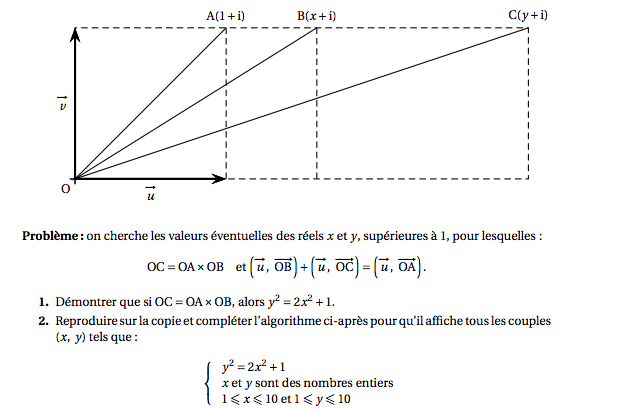 A(1+i) B(x+i) C(y+i)
v⃗
O
u⃗
Problème : on cherche les valeurs éventuelles des réels x et y, supérieures à 1, pour lesquelles :
OC = OA × OB et (u⃗, OB⃗) + (u⃗, OC⃗) = (u⃗, OA⃗).
1. Démontrer que si OC = OA × OB, alors y² = 2x² + 1.
2. Reproduire sur la copie et compléter l'algorithme ci-après pour qu'il affiche tous les couples
(x, y) tels que :
{ y² = 2x² + 1
x et y sont des nombres entiers
1 ⩽ x ⩽ 10 et 1 ⩽ y ⩽ 10